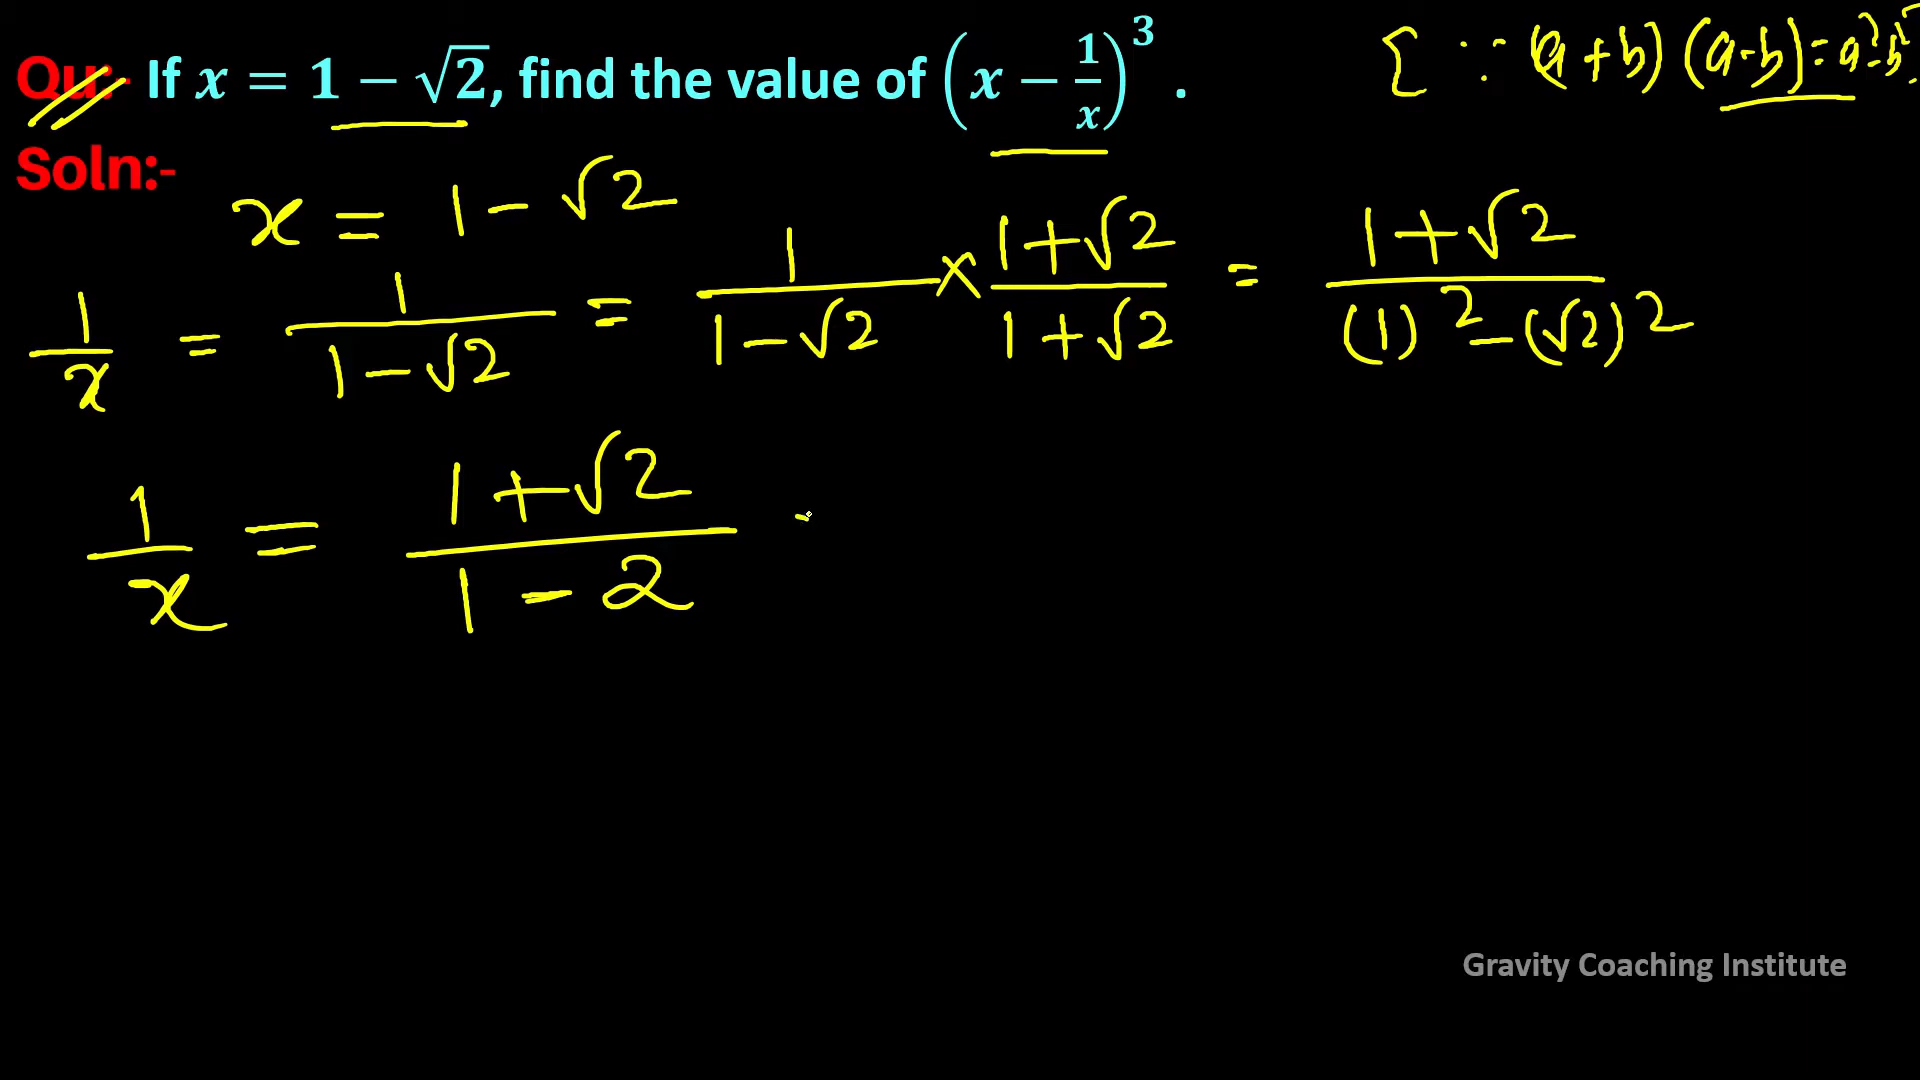 Qu:- If x = 1 − √2, find the value of (x − 1/x)³ .
[ ∵ (a+b) (a-b) = a²-b²
Soln:-
x = 1 - √2
1/x = 1/(1-√2) = 1/(1-√2) × (1+√2)/(1+√2) = (1+√2)/((1)²-(√2)²)
1/x = (1+√2)/(1-2)
Gravity Coaching Institute